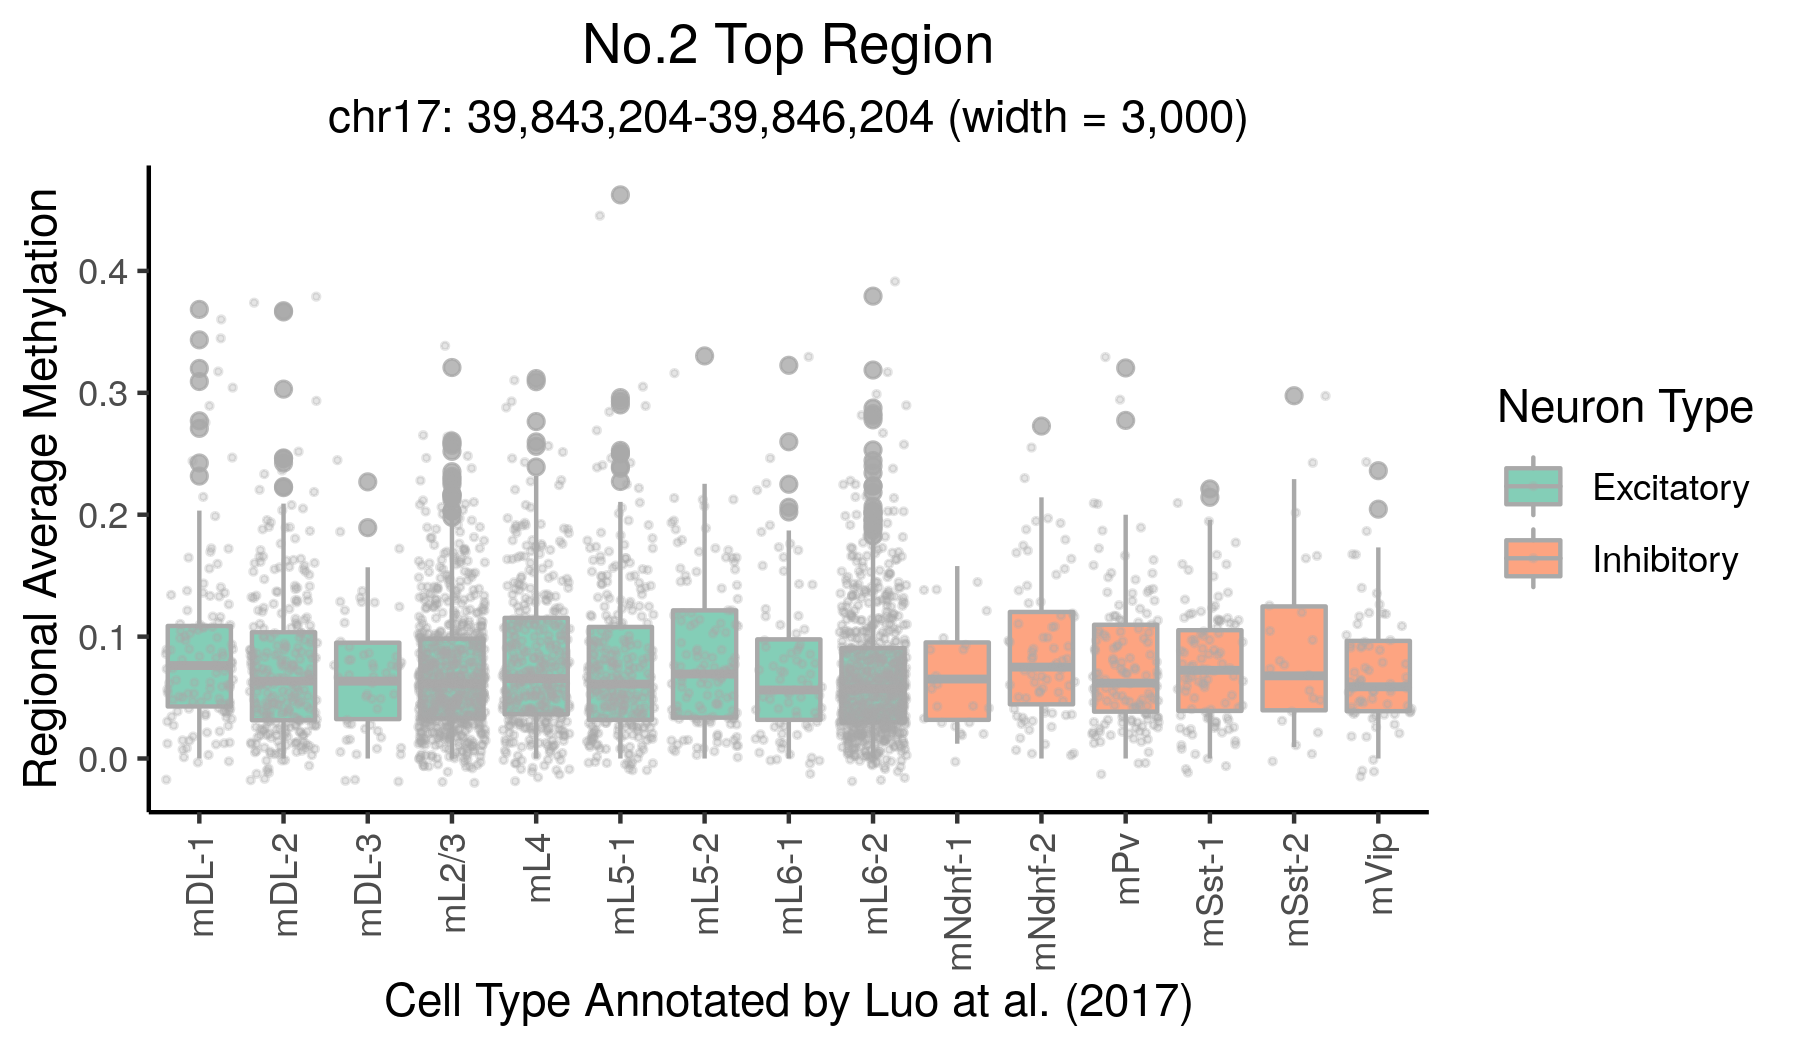 No.2 Top Region
chr17: 39,843,204-39,846,204 (width = 3,000)
Regional Average Methylation
0.4
0.3
0.2
0.1
0.0
mDL-1
mDL-2
mDL-3
mL2/3
mL4
mL5-1
mL5-2
mL6-1
mL6-2
mNdnf-1
mNdnf-2
mPv
mSst-1
mSst-2
mVip
Cell Type Annotated by Luo at al. (2017)
Neuron Type
Excitatory
Inhibitory